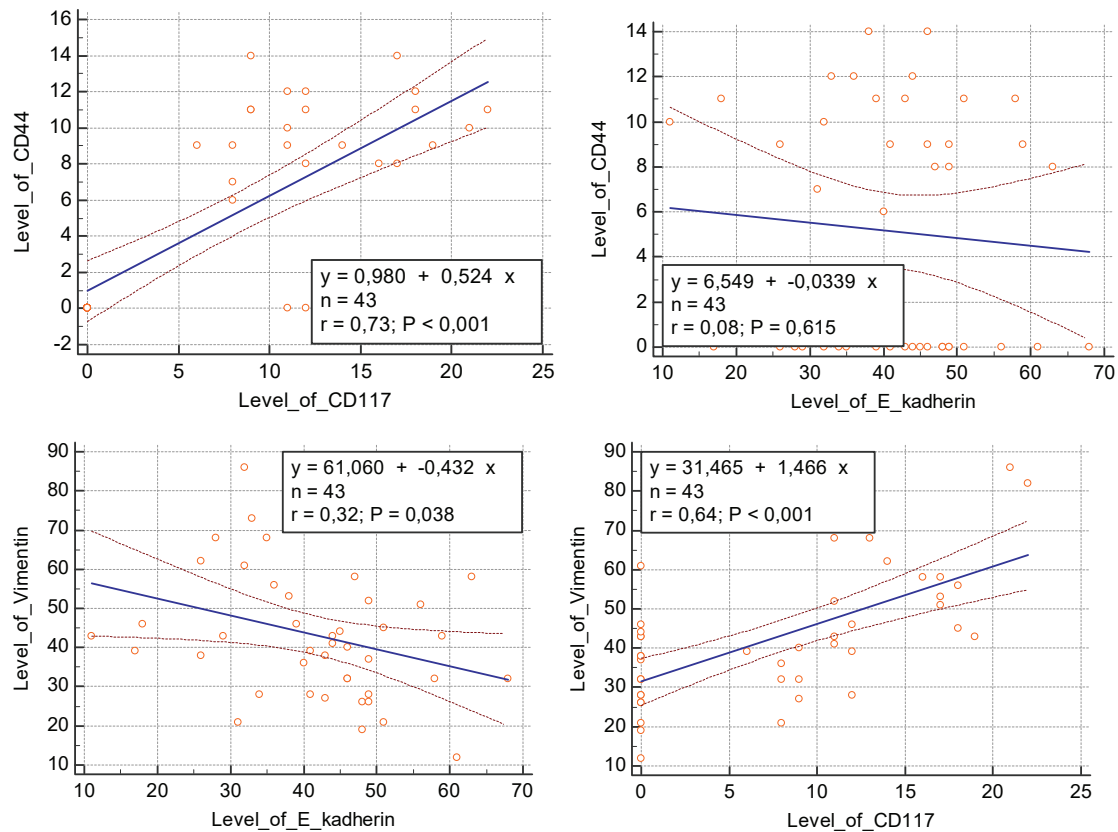 16
14
12
10
8
6
4
2
0
-2
Level_of_CD44
y = 0,980 + 0,524 x
n = 43
r = 0,73; P < 0,001
0 5 10 15 20 25
Level_of_CD117
14
12
10
8
6
4
2
0
Level_of_CD44
y = 6,549 + -0,0339 x
n = 43
r = 0,08; P = 0,615
10 20 30 40 50 60 70
Level_of_E_kadherin
90
80
70
60
50
40
30
20
10
Level_of_Vimentin
y = 61,060 + -0,432 x
n = 43
r = 0,32; P = 0,038
10 20 30 40 50 60 70
Level_of_E_kadherin
90
80
70
60
50
40
30
20
10
Level_of_Vimentin
y = 31,465 + 1,466 x
n = 43
r = 0,64; P < 0,001
0 5 10 15 20 25
Level_of_CD117